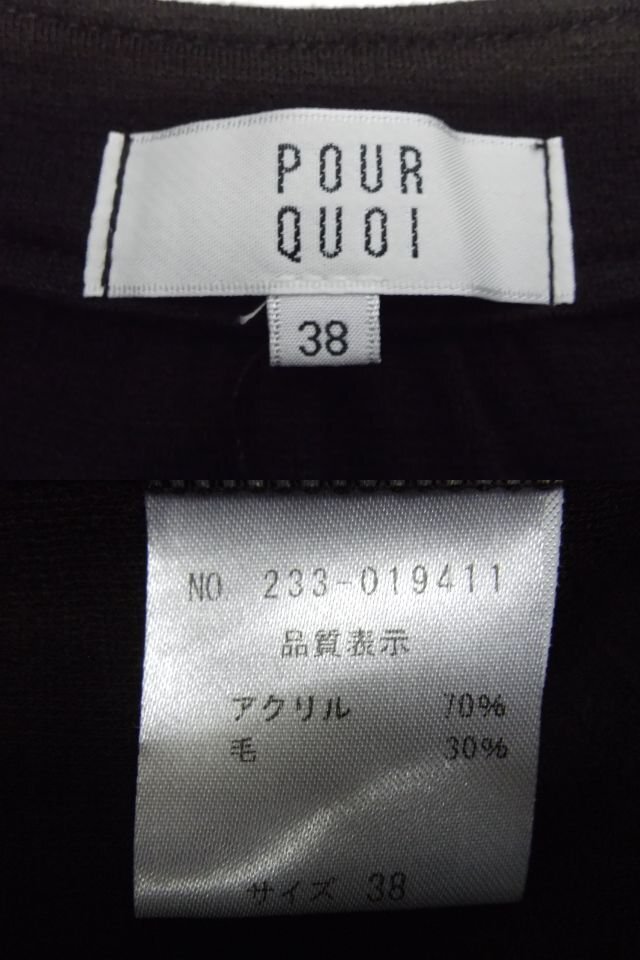 POUR
QUOI
38
NO 233-019411
品質表示
アクリル 70%
毛 30%
サイズ 38